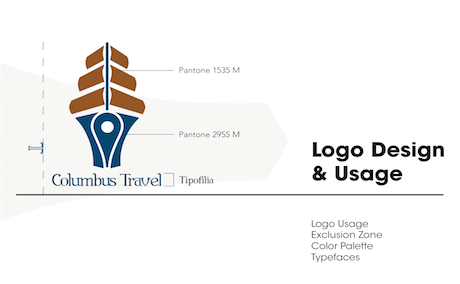 Pantone 1535 M
Pantone 2955 M
Columbus Travel
Tipofilia
Logo Design
& Usage
Logo Usage
Exclusion Zone
Color Palette
Typefaces